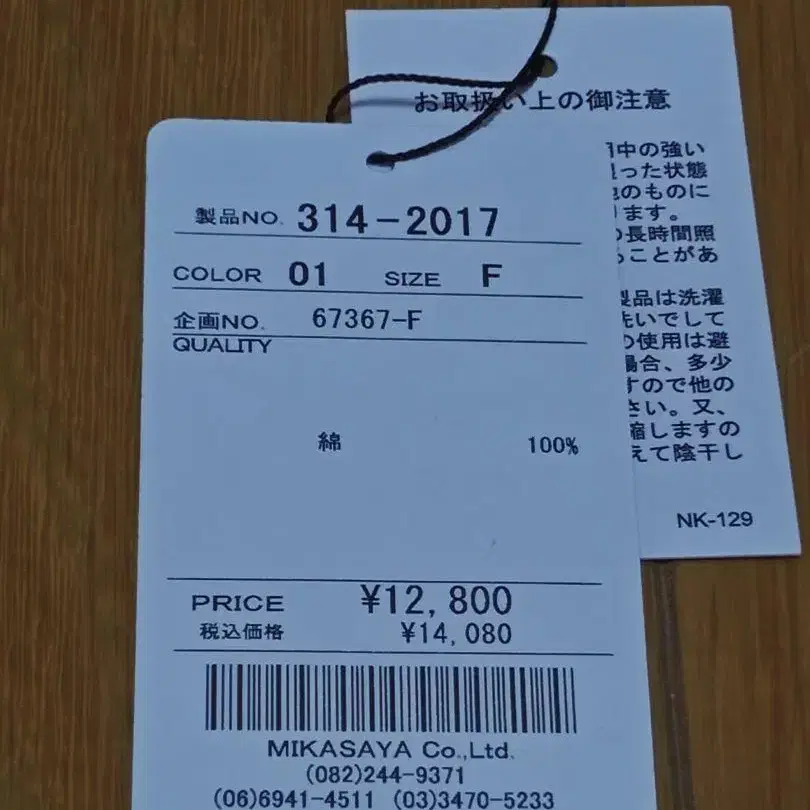 お取扱い上の御注意
中の強い
った状態
のものに
ます。
長時間照
ことがあ
製品は洗濯
洗いでして
の使用は避
場合、多少
すので他の
さい。又、
縮しますの
えて陰干し
NK-129
製品NO. 314-2017
COLOR 01 SIZE F
企画NO. 67367-F
QUALITY
綿 100%
PRICE ¥12,800
税込価格 ¥14,080
MIKASAYA Co.,Ltd.
(082)244-9371
(06)6941-4511 (03)3470-5233